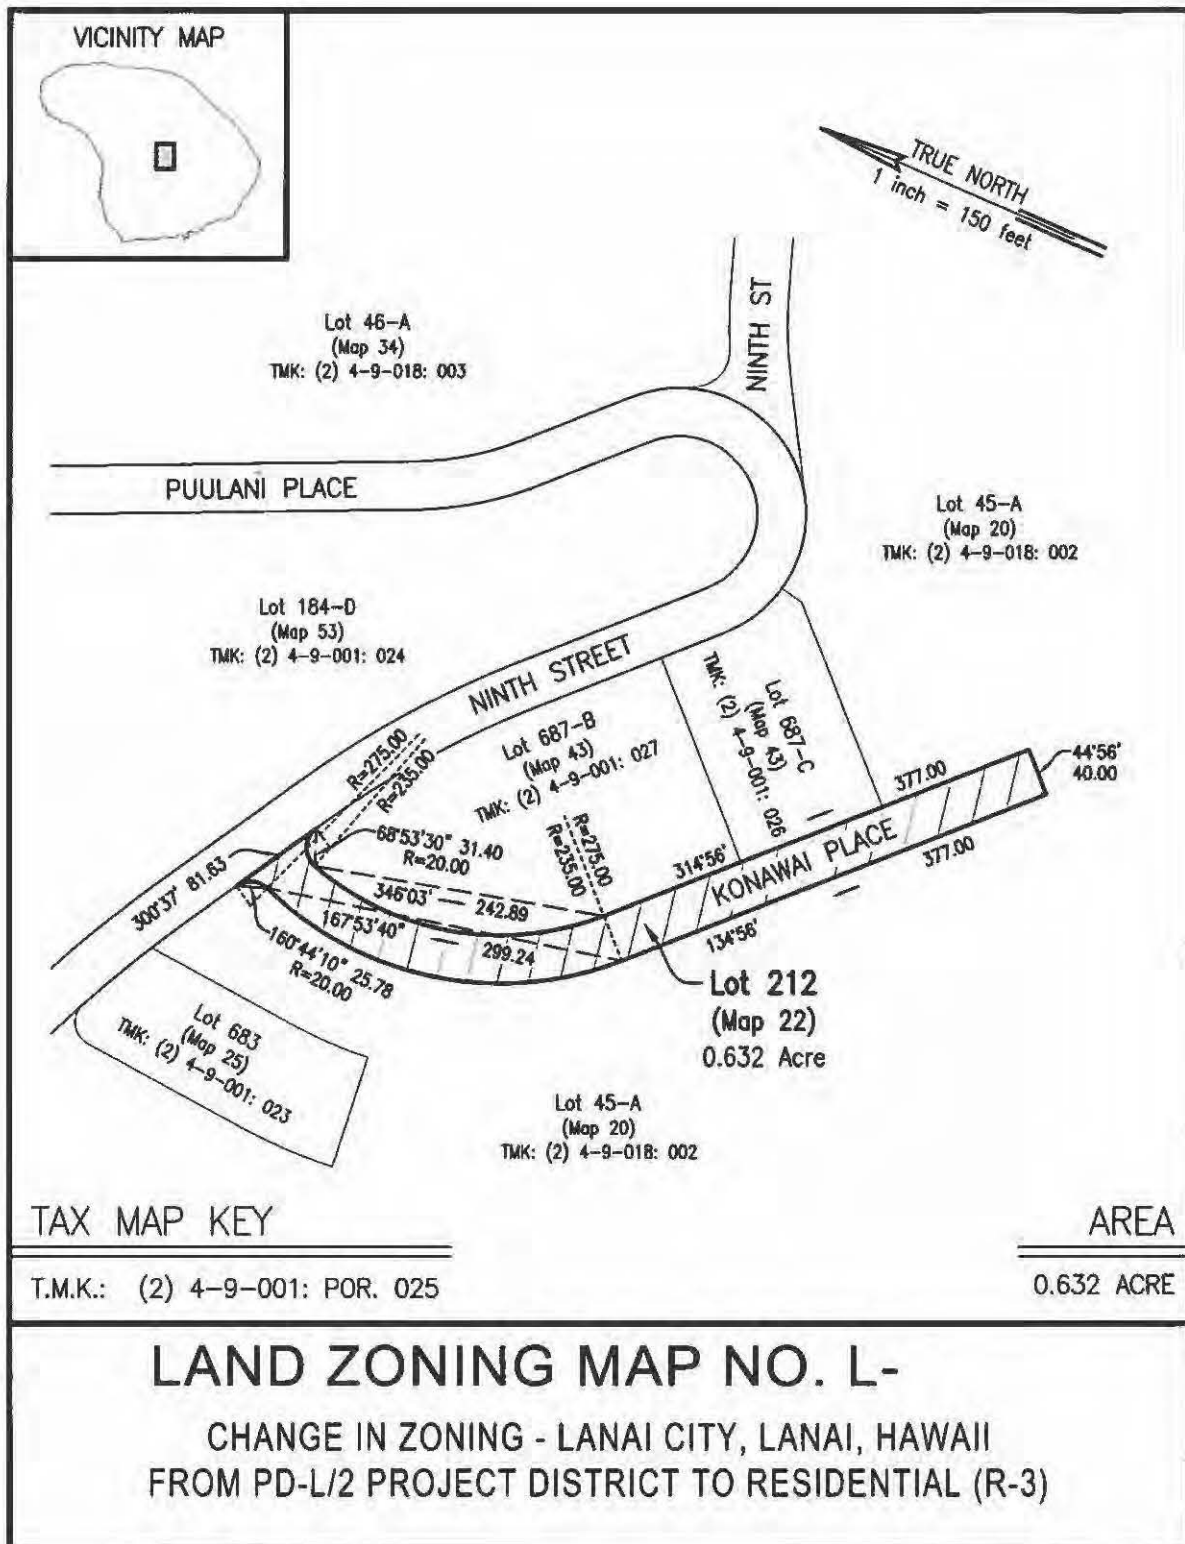 VICINITY MAP
TRUE NORTH
1 inch = 150 feet
NINTH ST
Lot 46-A
(Map 34)
TMK: (2) 4-9-018: 003
PUULANI PLACE
Lot 45-A
(Map 20)
TMK: (2) 4-9-018: 002
Lot 184-D
(Map 53)
TMK: (2) 4-9-001: 024
NINTH STREET
R=275.00
R=235.00
Lot 687-B
(Map 43)
TMK: (2) 4-9-001: 027
Lot 687-C
(Map 43)
TMK: (2) 4-9-001: 026
44°56'
40.00
377.00
KONAWAI PLACE
377.00
314°56'
134°56'
R=275.00
R=235.00
68°53'30" 31.40
R=20.00
346°03' 242.89
167°53'40"
299.24
300°37' 81.63
160°44'10" 25.78
R=20.00
Lot 212
(Map 22)
0.632 Acre
Lot 683
(Map 25)
TMK: (2) 4-9-001: 023
Lot 45-A
(Map 20)
TMK: (2) 4-9-018: 002
TAX MAP KEY
AREA
T.M.K.: (2) 4-9-001: POR. 025
0.632 ACRE
LAND ZONING MAP NO. L-
CHANGE IN ZONING - LANAI CITY, LANAI, HAWAII
FROM PD-L/2 PROJECT DISTRICT TO RESIDENTIAL (R-3)